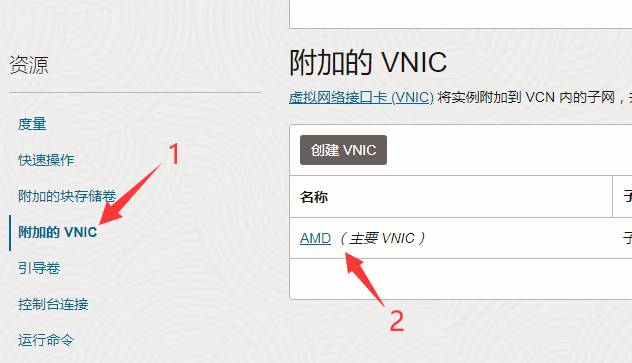 资源
度量
快速操作
附加的块存储卷
附加的 VNIC
引导卷
控制台连接
运行命令
1
附加的 VNIC
虚拟网络接口卡 (VNIC) 将实例附加到 VCN 内的子网,
创建 VNIC
名称
AMD（主要 VNIC）
2